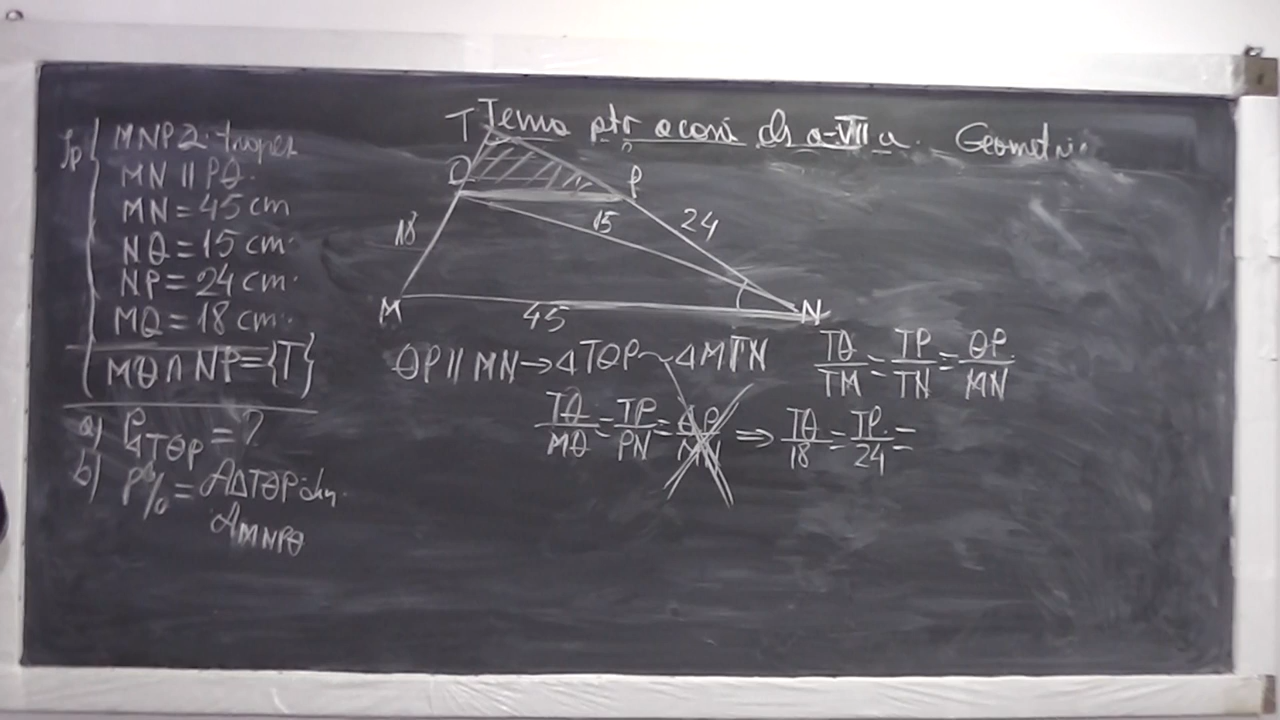 Tema ptr acasă cls a-VII a. Geometrie
Ip MNPQ trapez
MN ∥ PQ
MN = 45 cm
NQ = 15 cm
NP = 24 cm
MQ = 18 cm
MQ ∩ NP = {T}
a) P△TQP = ?
b) P% = A△TQP din
AMNPQ
T
Q
P
18
15
24
M
45
N
QP ∥ MN → △TQP ~ △MTN TQ/TM = TP/TN = QP/MN
TQ/MQ = TP/PN = QP/MN ⇒ TQ/18 = TP/24 =